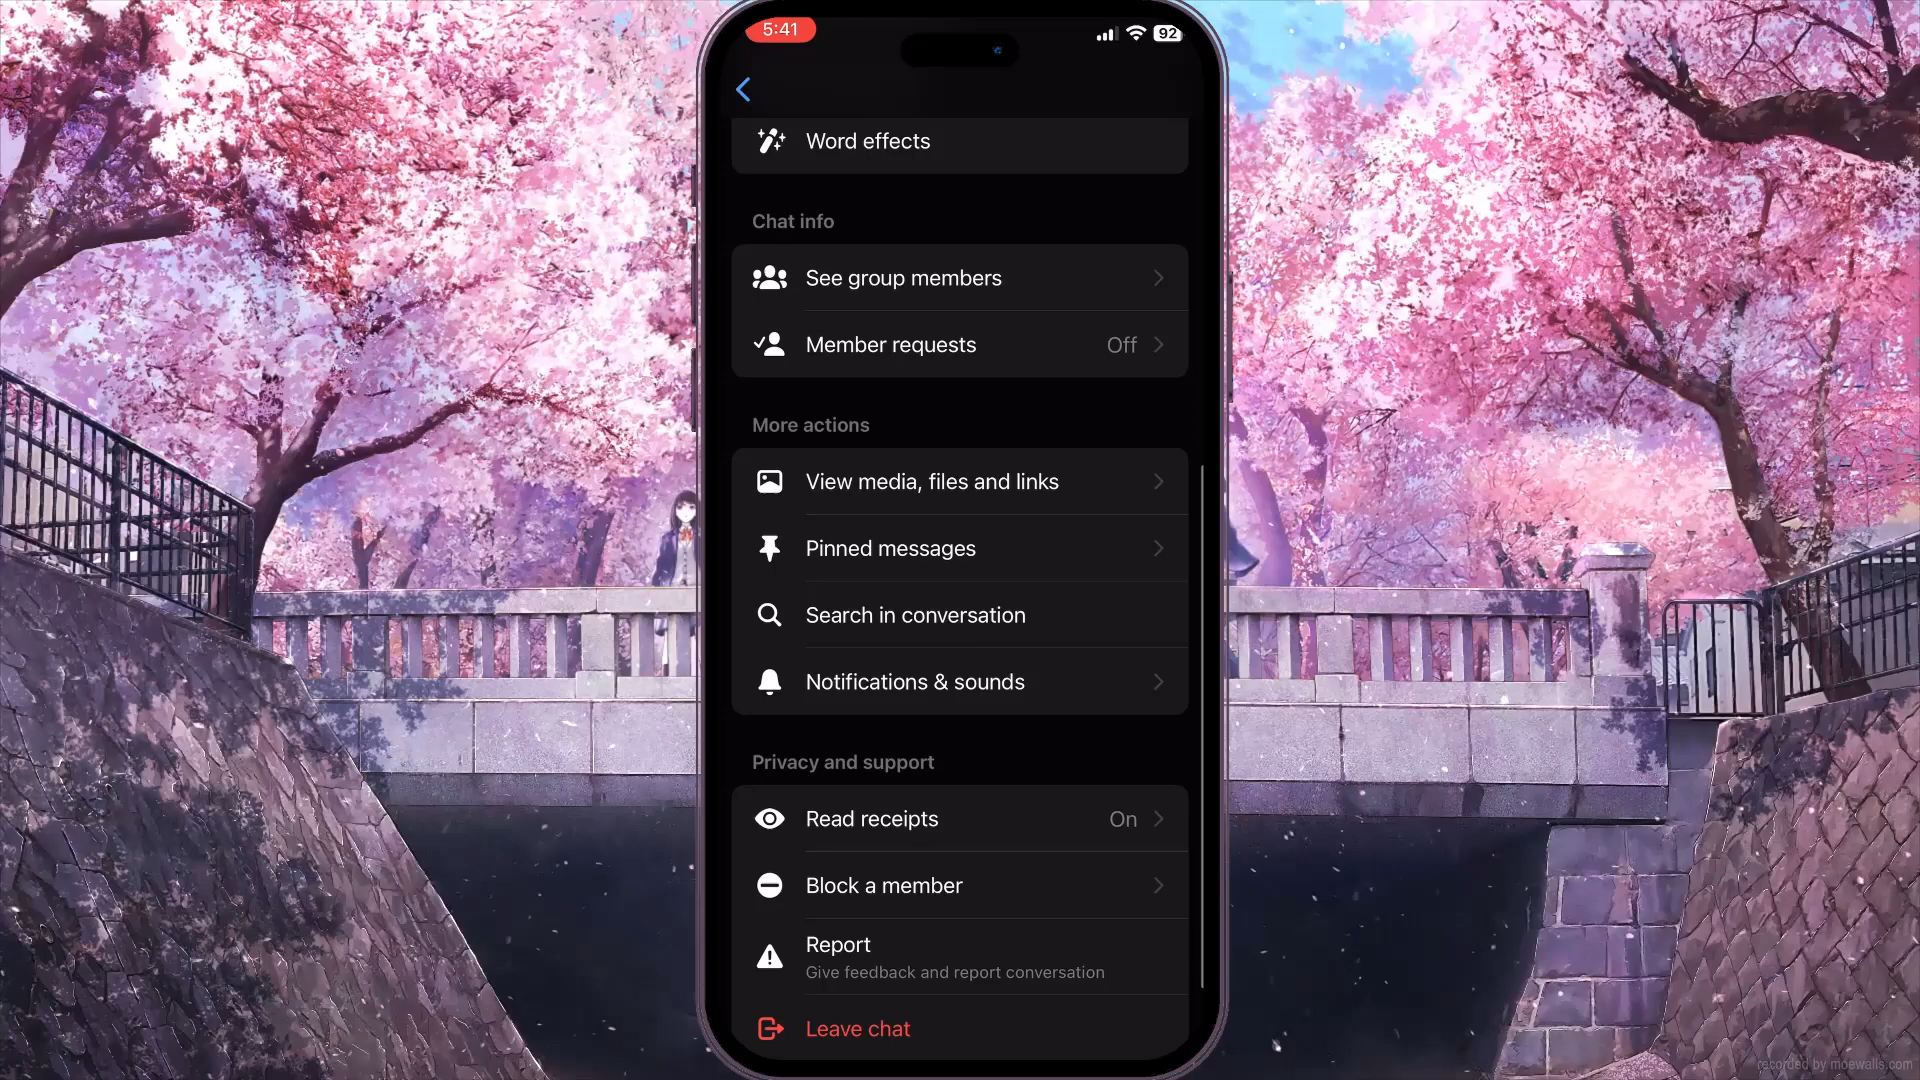 5:41
92
Word effects
Chat info
See group members
Member requests Off
More actions
View media, files and links
Pinned messages
Search in conversation
Notifications & sounds
Privacy and support
Read receipts On
Block a member
Report
Give feedback and report conversation
Leave chat
recorded by moewalls.com